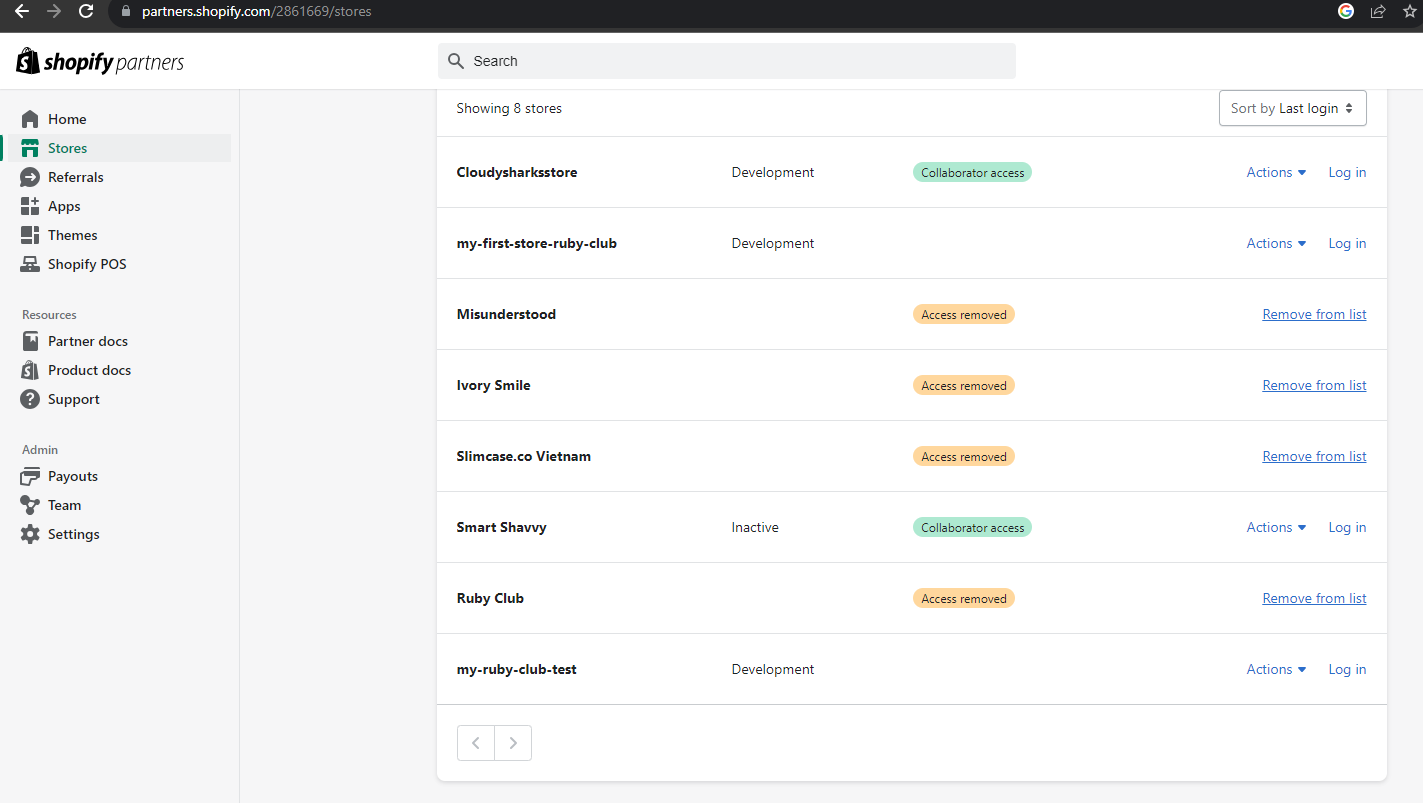 partners.shopify.com/2861669/stores
shopify partners
Search
Home
Stores
Referrals
Apps
Themes
Shopify POS
Resources
Partner docs
Product docs
Support
Admin
Payouts
Team
Settings
Showing 8 stores
Sort by Last login
Cloudysharksstore Development Collaborator access Actions Log in
my-first-store-ruby-club Development Actions Log in
Misunderstood Access removed Remove from list
Ivory Smile Access removed Remove from list
Slimcase.co Vietnam Access removed Remove from list
Smart Shavvy Inactive Collaborator access Actions Log in
Ruby Club Access removed Remove from list
my-ruby-club-test Development Actions Log in